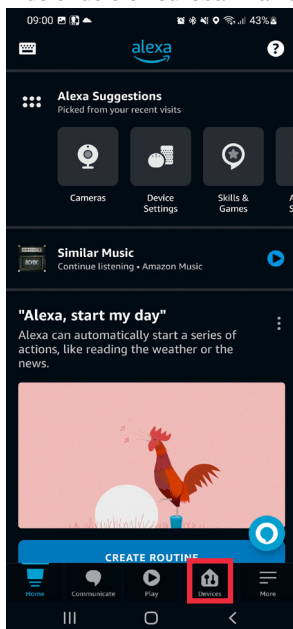 09:00
43%
alexa
?
Alexa Suggestions
Picked from your recent visits
Cameras
Device
Settings
Skills &
Games
Similar Music
Continue listening • Amazon Music
"Alexa, start my day"
Alexa can automatically start a series of
actions, like reading the weather or the
news.
CREATE ROUTINE
Home
Communicate
Play
Devices
More